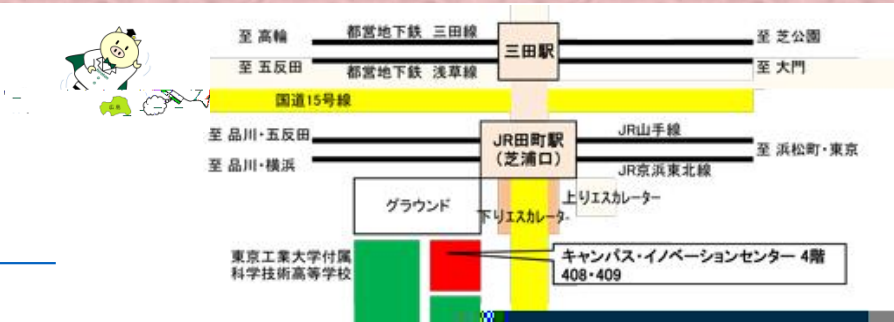 至 高輪
都営地下鉄 三田線
三田駅
至 芝公園
至 五反田
都営地下鉄 浅草線
至 大門
国道15号線
至 品川・五反田
JR田町駅
(芝浦口)
JR山手線
至 浜松町・東京
至 品川・横浜
JR京浜東北線
グラウンド
上りエスカレーター
下りエスカレーター
東京工業大学付属
科学技術高等学校
キャンパス・イノベーションセンター 4階
408・409